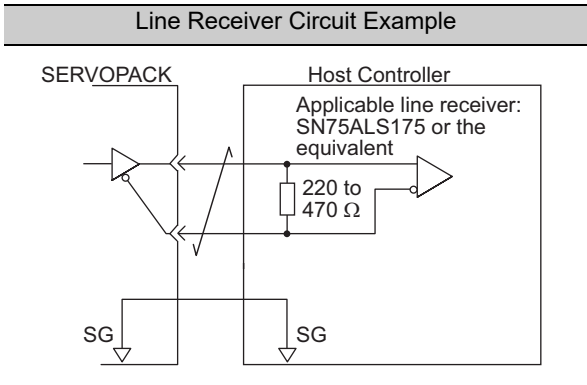 Line Receiver Circuit Example
SERVOPACK
Host Controller
Applicable line receiver:
SN75ALS175 or the
equivalent
220 to
470 Ω
SG
SG